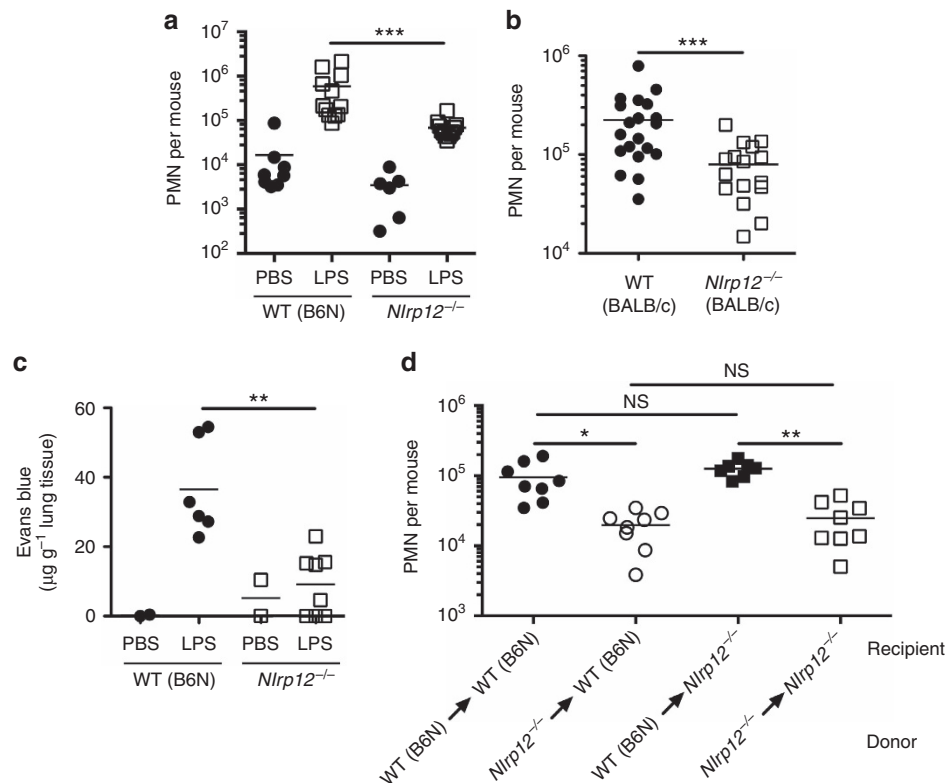 a
PMN per mouse
10⁷
10⁶
10⁵
10⁴
10³
10²
***
PBS LPS PBS LPS
WT (B6N) Nlrp12⁻/⁻
b
PMN per mouse
10⁶
10⁵
10⁴
***
WT Nlrp12⁻/⁻
(BALB/c) (BALB/c)
c
Evans blue
(μg g⁻¹ lung tissue)
60
40
20
0
**
PBS LPS PBS LPS
WT (B6N) Nlrp12⁻/⁻
d
PMN per mouse
10⁶
10⁵
10⁴
10³
NS
NS
* **
WT (B6N) → WT (B6N)
Nlrp12⁻/⁻ → WT (B6N)
WT (B6N) → Nlrp12⁻/⁻
Nlrp12⁻/⁻ → Nlrp12⁻/⁻
Recipient
Donor